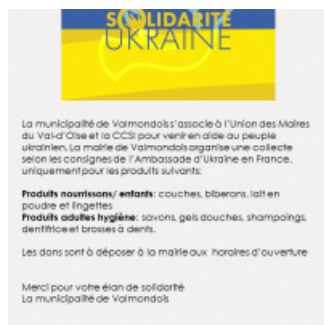 SOLIDARITÉ
UKRAINE
La municipalité de Valmondois s'associe à l'Union des Maires
du Val-d'Oise et la CCSI pour venir en aide au peuple
ukrainien. La mairie de Valmondois organise une collecte
selon les consignes de l'Ambassade d'Ukraine en France,
uniquement pour les produits suivants:
Produits nourrissons/ enfants: couches, biberons, lait en
poudre et lingettes
Produits adultes hygiène: savons, gels douches, shampoings,
dentifrice et brosses à dents.
Les dons sont à déposer à la mairie aux horaires d'ouverture
Merci pour votre élan de solidarité
La municipalité de Valmondois